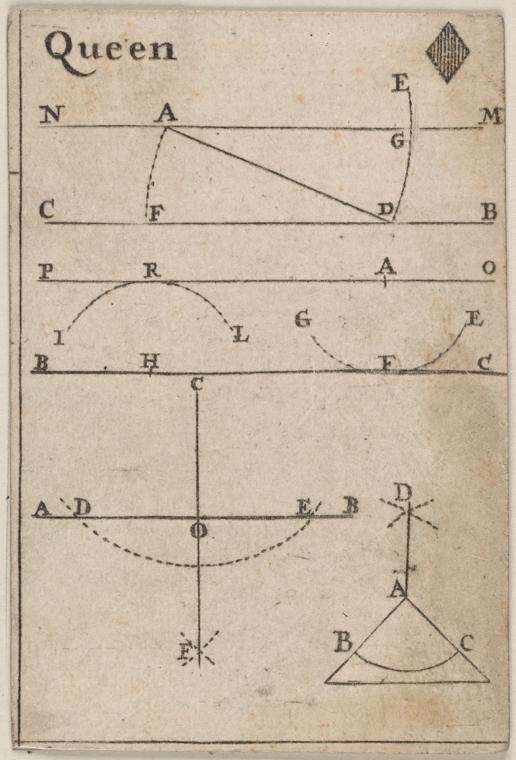 Queen
E
N A M
G
C F D B
P R A O
G E
I L
B H F C
C
D
A D E B
O
A
F B C